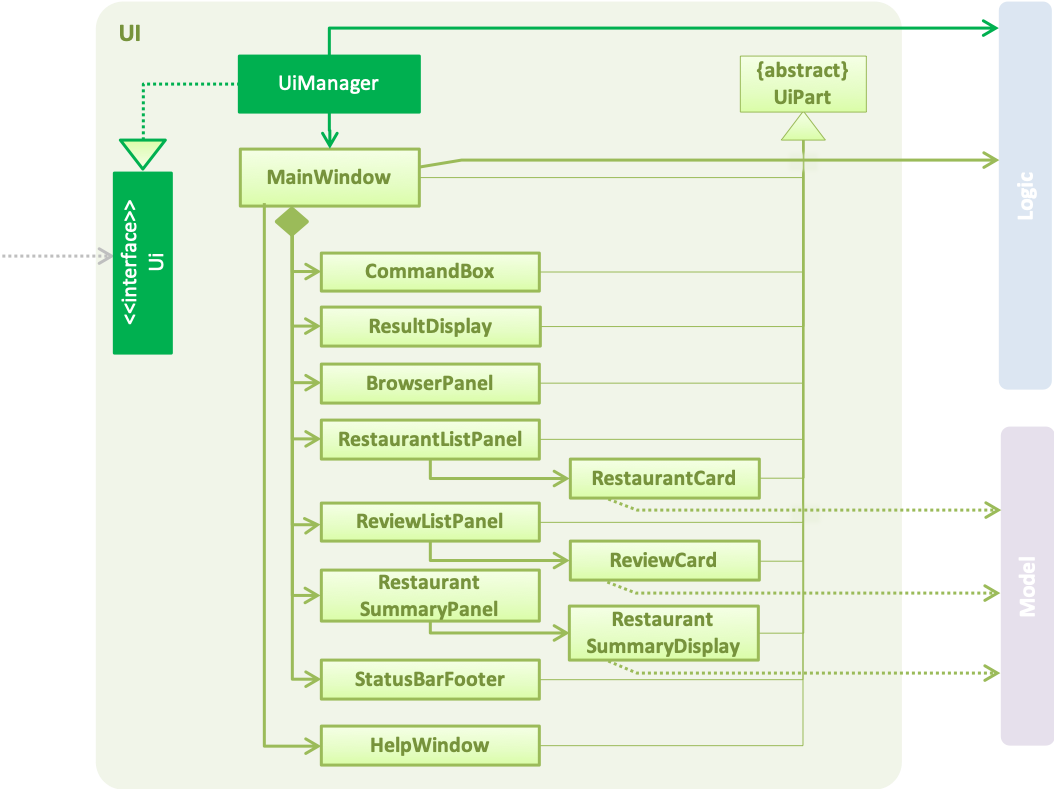 UI
UiManager
{abstract}
UiPart
MainWindow
<<interface>>
Ui
Logic
CommandBox
ResultDisplay
BrowserPanel
RestaurantListPanel
RestaurantCard
ReviewListPanel
ReviewCard
Restaurant
SummaryPanel
Restaurant
SummaryDisplay
Model
StatusBarFooter
HelpWindow